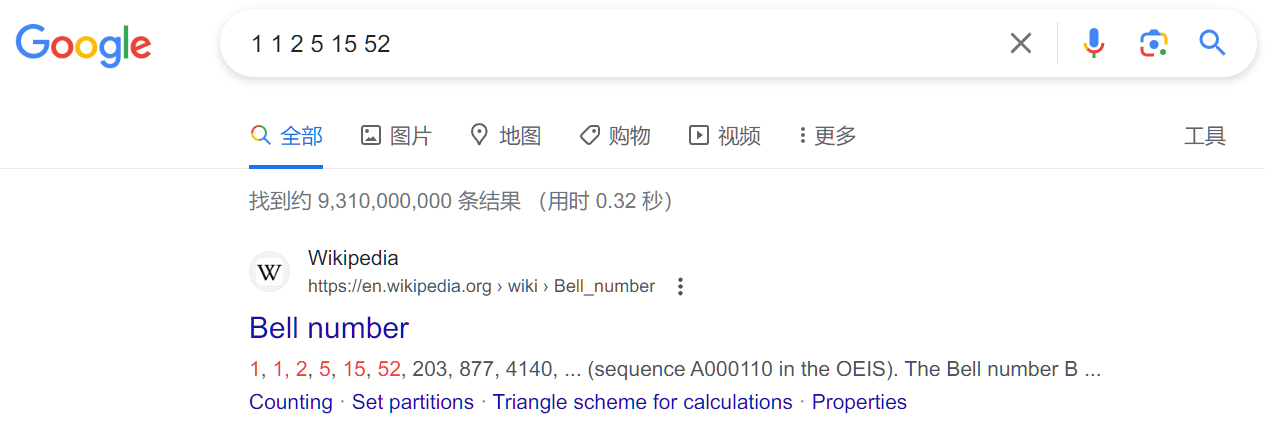 Google 1 1 2 5 15 52
全部 图片 地图 购物 视频 更多 工具
找到约 9,310,000,000 条结果 （用时 0.32 秒）
W Wikipedia
https://en.wikipedia.org › wiki › Bell_number
Bell number
1, 1, 2, 5, 15, 52, 203, 877, 4140, ... (sequence A000110 in the OEIS). The Bell number B ...
Counting · Set partitions · Triangle scheme for calculations · Properties